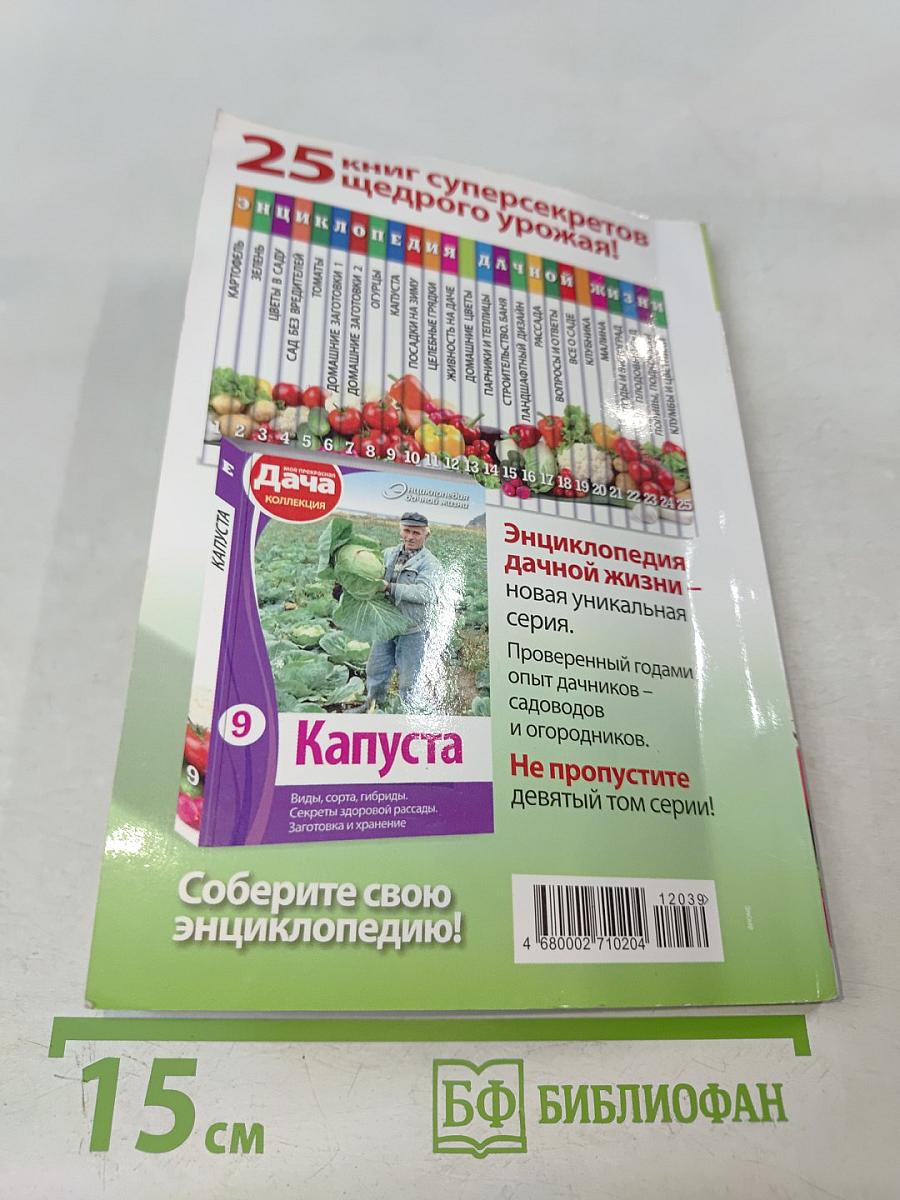 25 книг суперсекретов
щедрого урожая!
ЭНЦИКЛОПЕДИЯ ДАЧНОЙ ЖИЗНИ
КАРТОФЕЛЬ
ЗЕЛЕНЬ
ЦВЕТЫ В САДУ
САД БЕЗ ВРЕДИТЕЛЕЙ
ТОМАТЫ
ДОМАШНИЕ ЗАГОТОВКИ 1
ДОМАШНИЕ ЗАГОТОВКИ 2
ОГУРЦЫ
КАПУСТА
ПОСАДКИ НА ЗИМУ
ЦЕЛЕБНЫЕ ГРЯДКИ
ЖИВНОСТЬ НА ДАЧЕ
ДОМАШНИЕ ЦВЕТЫ
ПАРНИКИ И ТЕПЛИЦЫ
СТРОИТЕЛЬСТВО. БАНЯ
ЛАНДШАФТНЫЙ ДИЗАЙН
РАССАДА
ВОПРОСЫ И ОТВЕТЫ
ВСЕ О САДЕ
КЛУБНИКА
МАЛИНА
КЛУМБЫ И
1 2 3 4 5 6 7 8 9 10 11 12 13 14 15 16 17 18 19 20 21 22 23 24 25
Е
КАПУСТА
9
9
моя прекрасная
Дача
КОЛЛЕКЦИЯ
Энциклопедия
дачной жизни
Капуста
Виды, сорта, гибриды.
Секреты здоровой рассады.
Заготовка и хранение
Энциклопедия
дачной жизни –
новая уникальная
серия.
Проверенный годами
опыт дачников –
садоводов
и огородников.
Не пропустите
девятый том серии!
Соберите свою
энциклопедию!
12039>
4 680002 710204
15 см
БФ БИБЛИОФАН